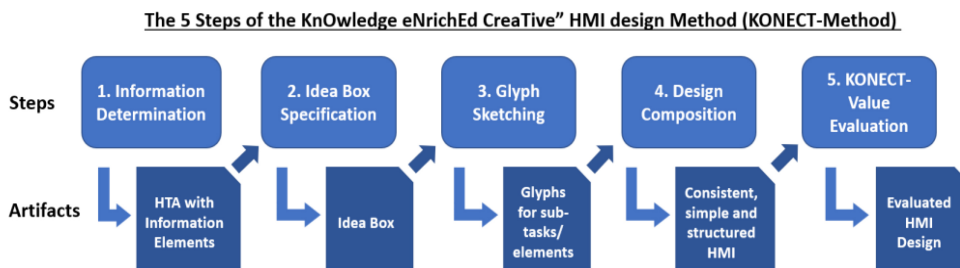 The 5 Steps of the KnOwledge eNrichEd CreaTive” HMI design Method (KONECT-Method)
Steps
1. Information
Determination
2. Idea Box
Specification
3. Glyph
Sketching
4. Design
Composition
5. KONECT-
Value
Evaluation
Artifacts
HTA with
Information
Elements
Idea Box
Glyphs
for sub-
tasks/
elements
Consistent,
simple and
structured
HMI
Evaluated
HMI
Design